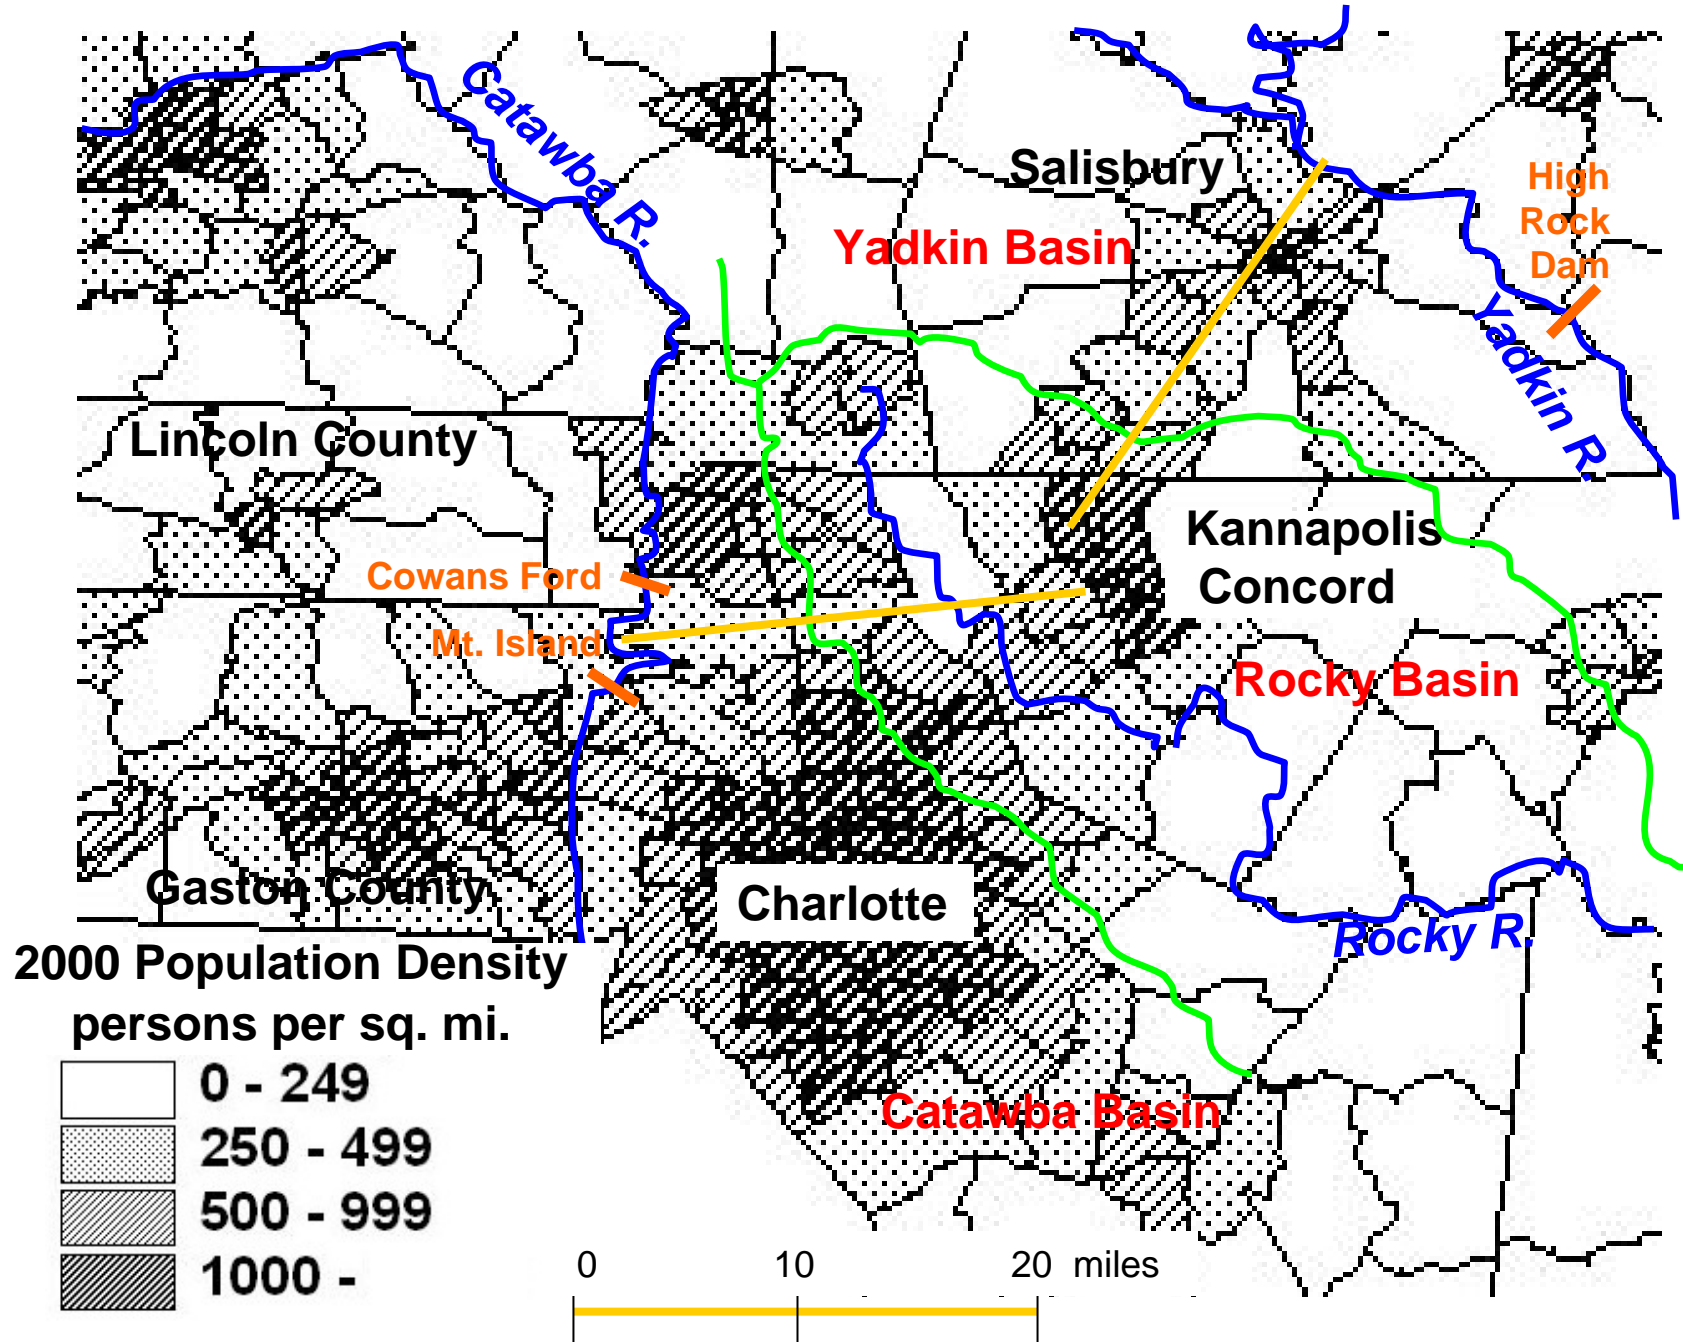 Catawba R.
Salisbury
High
Rock
Dam
Yadkin Basin
Yadkin R.
Lincoln County
Kannapolis
Concord
Cowans Ford
Mt. Island
Rocky Basin
Gaston County
Charlotte
Rocky R.
2000 Population Density
persons per sq. mi.
0 - 249
250 - 499
500 - 999
1000 -
Catawba Basin
0 10 20 miles